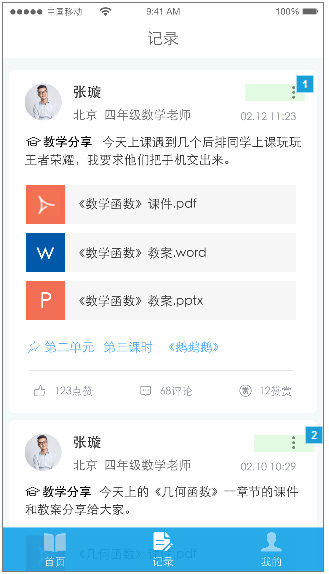 中国移动 9:41 AM 100%
记录
1
张璇
北京 四年级数学老师 02.12 11:23
教学分享 今天上课遇到几个后排同学上课玩玩
王者荣耀，我要求他们把手机交出来。
《数学函数》课件.pdf
W 《数学函数》教案.word
P 《数学函数》教案.pptx
第二单元 第三课时 《鹅鹅鹅》
123点赞 68评论 赏 12赞赏
2
张璇
北京 四年级数学老师 02.10 10:29
教学分享 今天上的《几何函数》一章节的课件
和教案分享给大家。
《几何函数》课件.pdf
首页 记录 我的